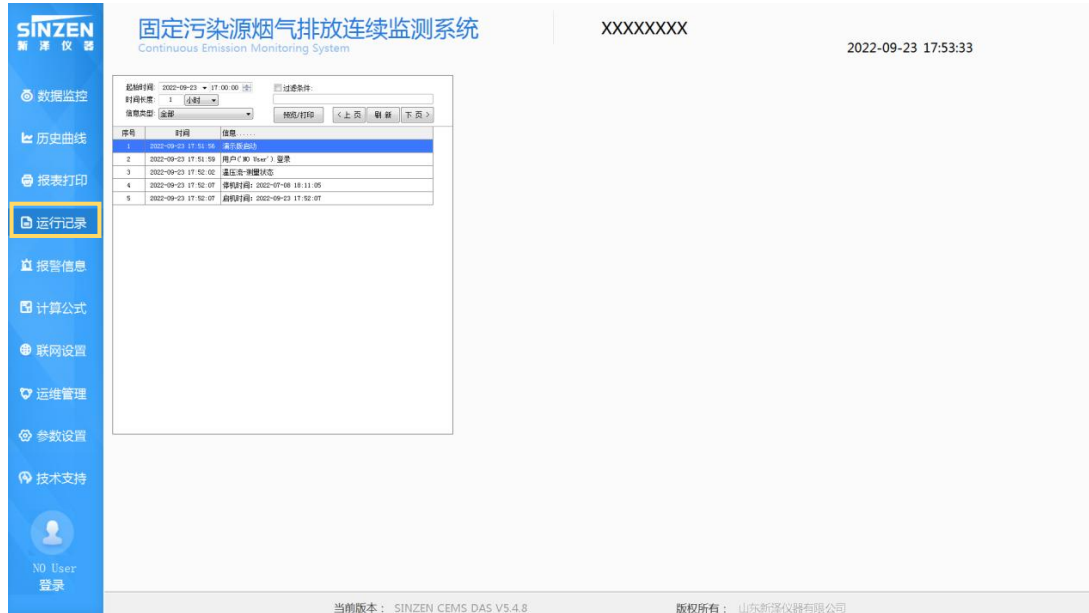 SINZEN
新泽仪器
固定污染源烟气排放连续监测系统
Continuous Emission Monitoring System
XXXXXXXX
2022-09-23 17:53:33
数据监控
历史曲线
报表打印
运行记录
报警信息
计算公式
联网设置
运维管理
参数设置
技术支持
NO User
登录
起始时间: 2022-09-23 17:00:00 过滤条件:
时间长度: 1 小时
信息类型: 全部 预览/打印 <上 页 刷 新 下 页>
序号 时间 信息......
1 2022-09-23 17:51:56 演示版启动
2 2022-09-23 17:51:59 用户('NO User').登录
3 2022-09-23 17:52:02 温压流-测量状态
4 2022-09-23 17:52:07 停机时间: 2022-07-08 18:11:05
5 2022-09-23 17:52:07 启机时间: 2022-09-23 17:52:07
当前版本: SINZEN CEMS DAS V5.4.8 版权所有: 山东新泽仪器有限公司